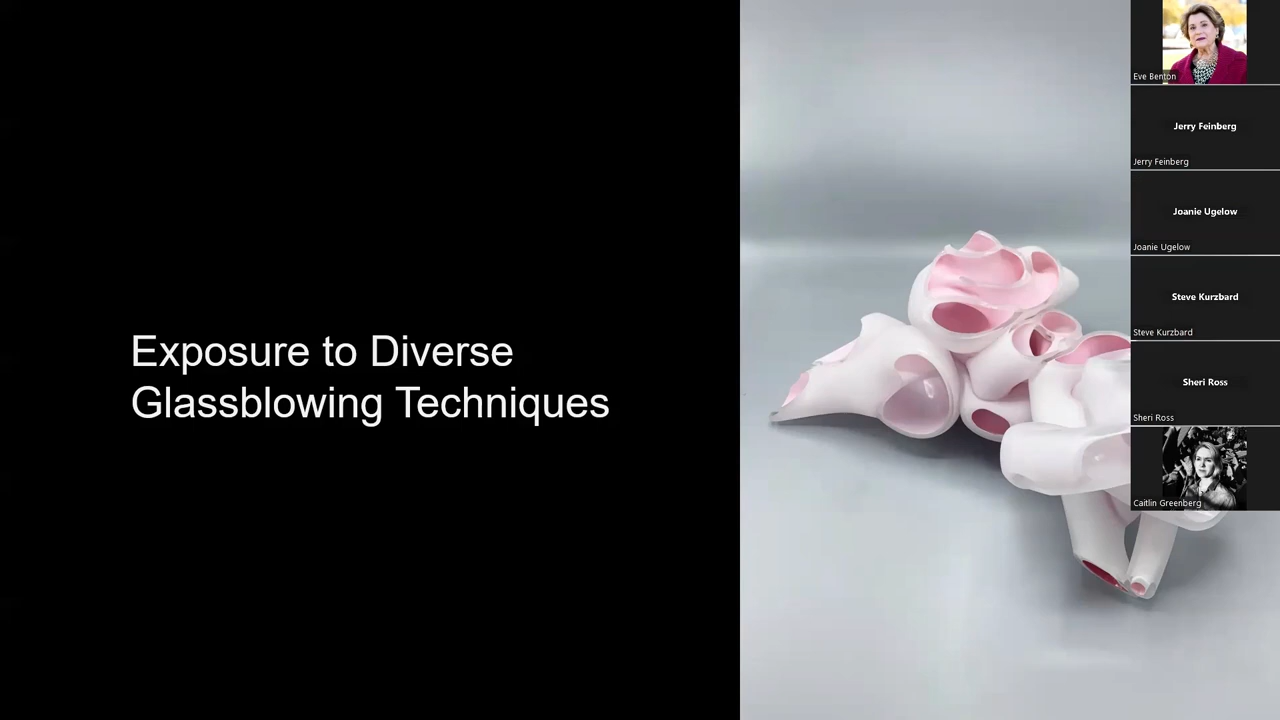 Exposure to Diverse
Glassblowing Techniques
Eve Benton
Jerry Feinberg
Jerry Feinberg
Joanie Ugelow
Joanie Ugelow
Steve Kurzbard
Steve Kurzbard
Sheri Ross
Sheri Ross
Caitlin Greenberg